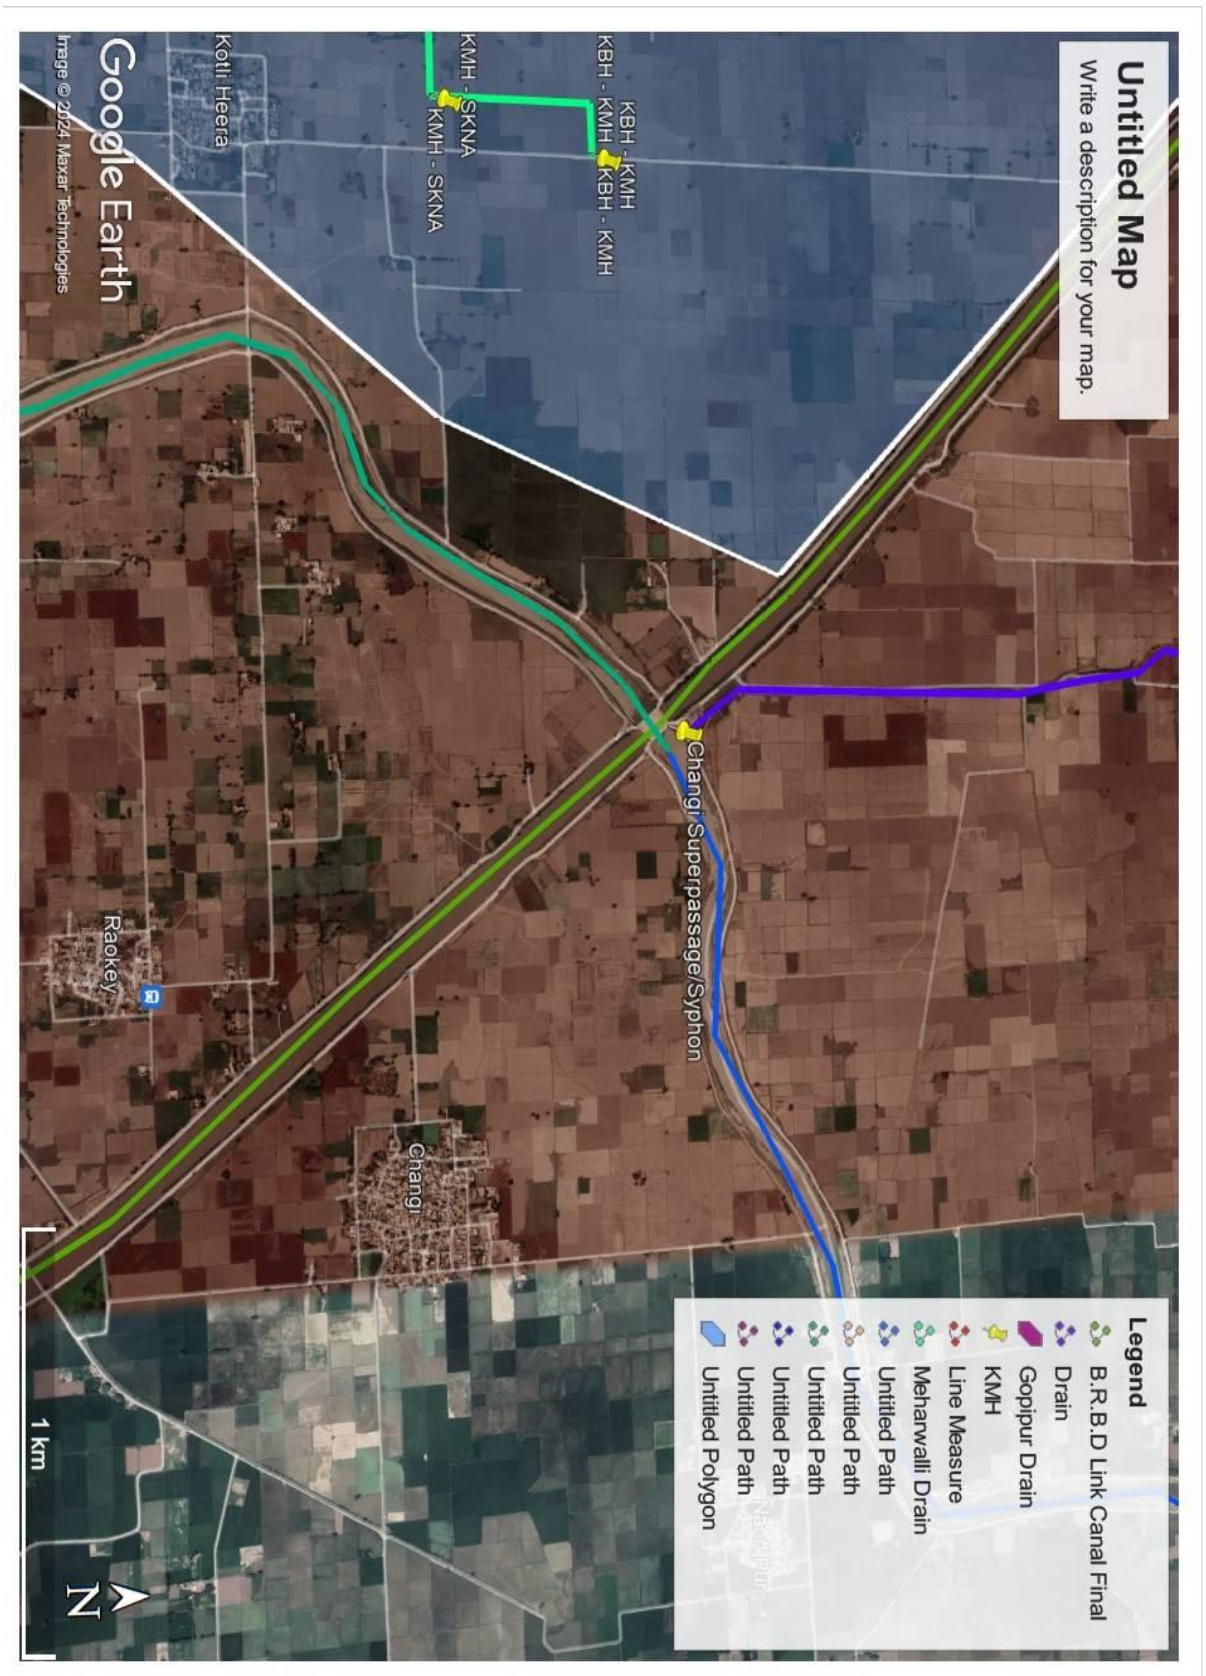 Untitled Map
Write a description for your map.
KBH - KMH
KBH - KMH
KBH - KMH
KMH - SKNA
KMH - SKNA
Kotli Heera
Google Earth
Image © 2024 Maxar Technologies
Changi Superpassage/Syphon
Raokey
Changi
Legend
B.R.B.D Link Canal Final
Drain
Gopipur Drain
KMH
Line Measure
Meharwalli Drain
Untitled Path
Untitled Path
Untitled Path
Untitled Path
Untitled Path
Untitled Polygon
1 km
N